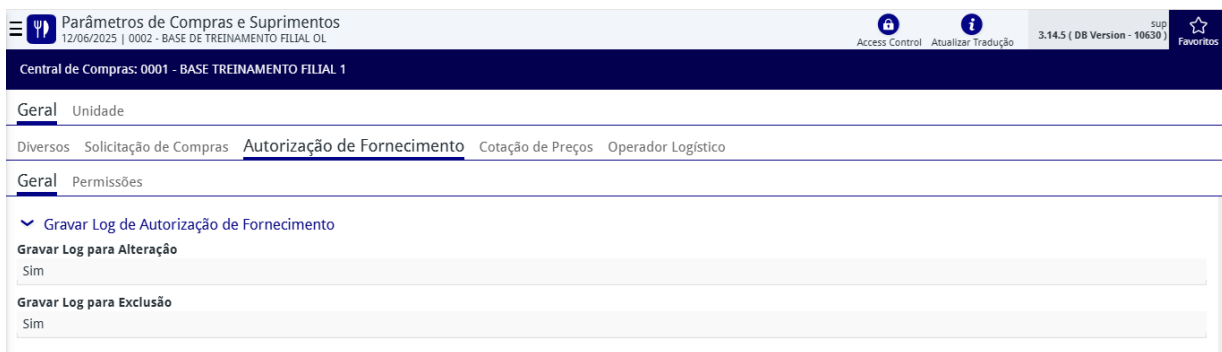 Parâmetros de Compras e Suprimentos
12/06/2025 | 0002 - BASE DE TREINAMENTO FILIAL OL
Access Control
Atualizar Tradução
sup
3.14.5 ( DB Version - 10630 )
Favoritos
Central de Compras: 0001 - BASE TREINAMENTO FILIAL 1
Geral Unidade
Diversos Solicitação de Compras Autorização de Fornecimento Cotação de Preços Operador Logístico
Geral Permissões
Gravar Log de Autorização de Fornecimento
Gravar Log para Alteração
Sim
Gravar Log para Exclusão
Sim